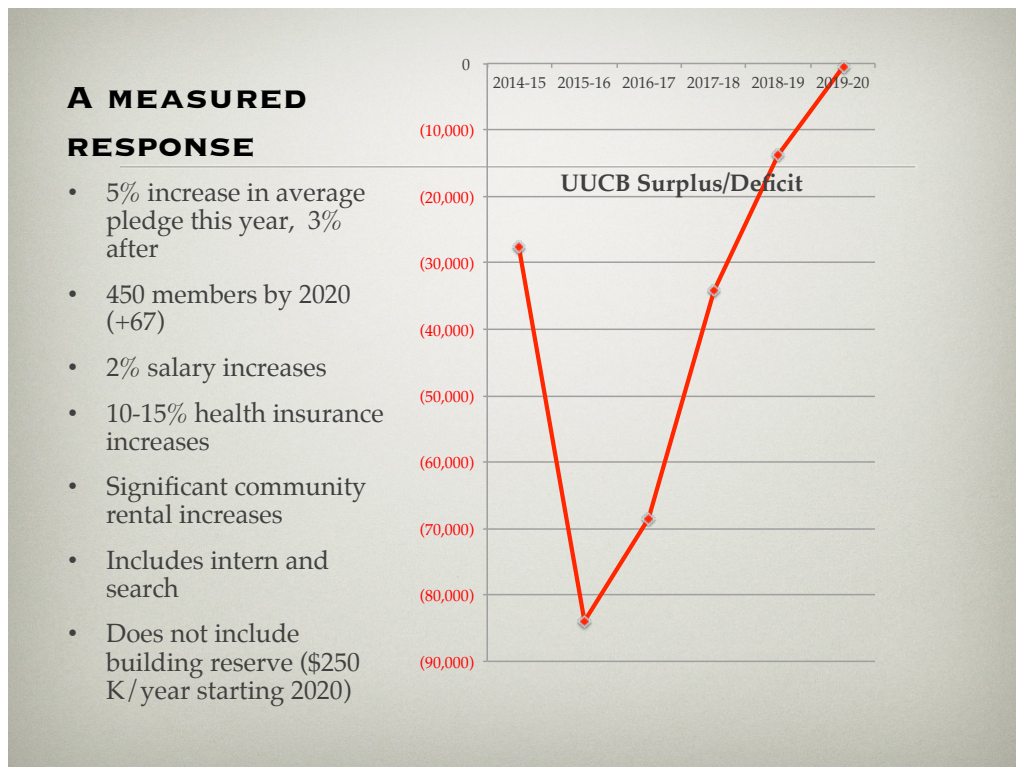 A MEASURED
RESPONSE
• 5% increase in average
pledge this year, 3%
after
• 450 members by 2020
(+67)
• 2% salary increases
• 10-15% health insurance
increases
• Significant community
rental increases
• Includes intern and
search
• Does not include
building reserve ($250
K/year starting 2020)
0
2014-15 2015-16 2016-17 2017-18 2018-19 2019-20
(10,000)
UUCB Surplus/Deficit
(20,000)
(30,000)
(40,000)
(50,000)
(60,000)
(70,000)
(80,000)
(90,000)